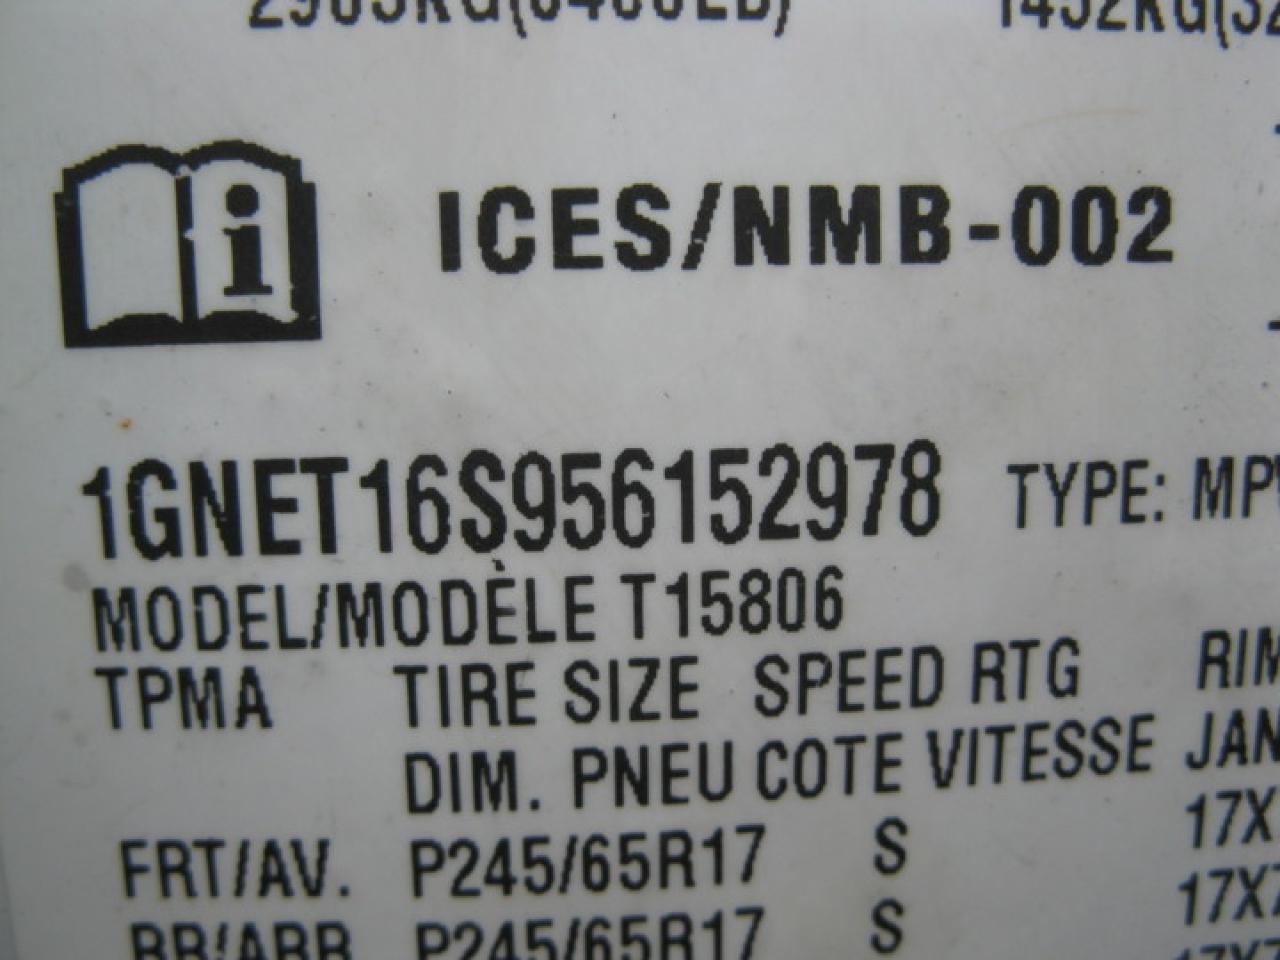 ICES/NMB-002
1GNET16S956152978 TYPE:
MODEL/MODÈLE T15806
TPMA TIRE SIZE SPEED RTG
DIM. PNEU COTE VITESSE
FRT/AV. P245/65R17 S
P245/65R17 S